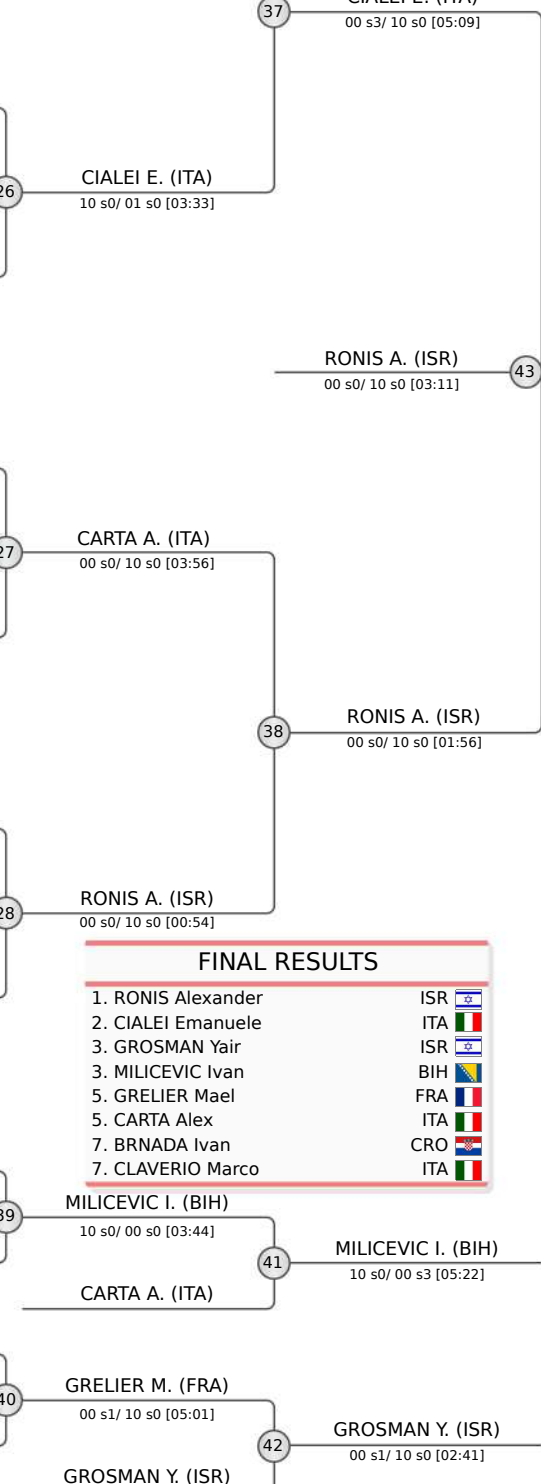 37
00 s3/ 10 s0 [05:09]
CIALEI E. (ITA)
26
10 s0/ 01 s0 [03:33]
RONIS A. (ISR)
43
00 s0/ 10 s0 [03:11]
CARTA A. (ITA)
27
00 s0/ 10 s0 [03:56]
RONIS A. (ISR)
38
00 s0/ 10 s0 [01:56]
RONIS A. (ISR)
28
00 s0/ 10 s0 [00:54]
FINAL RESULTS
1. RONIS Alexander ISR
2. CIALEI Emanuele ITA
3. GROSMAN Yair ISR
3. MILICEVIC Ivan BIH
5. GRELIER Mael FRA
5. CARTA Alex ITA
7. BRNADA Ivan CRO
7. CLAVERIO Marco ITA
MILICEVIC I. (BIH)
39
10 s0/ 00 s0 [03:44]
MILICEVIC I. (BIH)
41
10 s0/ 00 s3 [05:22]
CARTA A. (ITA)
GRELIER M. (FRA)
40
00 s1/ 10 s0 [05:01]
GROSMAN Y. (ISR)
42
00 s1/ 10 s0 [02:41]
GROSMAN Y. (ISR)